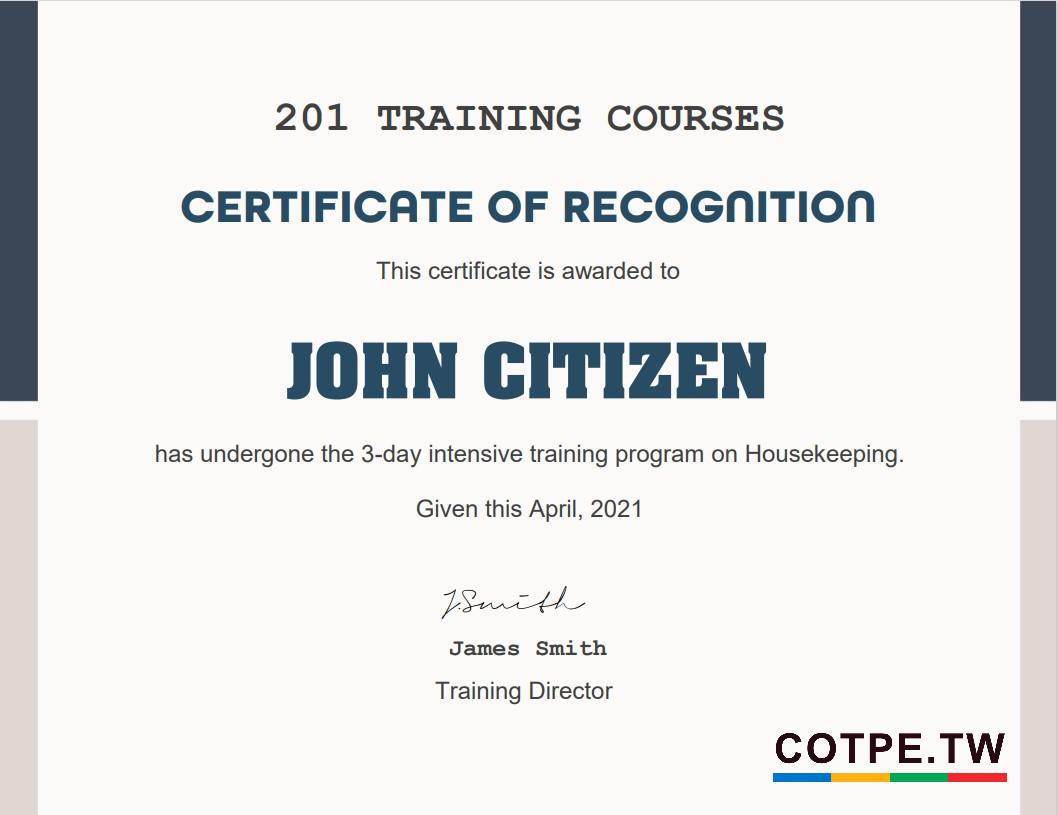 201 TRAINING COURSES
CERTIFICATE OF RECOGNITION
This certificate is awarded to
JOHN CITIZEN
has undergone the 3-day intensive training program on Housekeeping.
Given this April, 2021
J.Smith
James Smith
Training Director
COTPE.TW